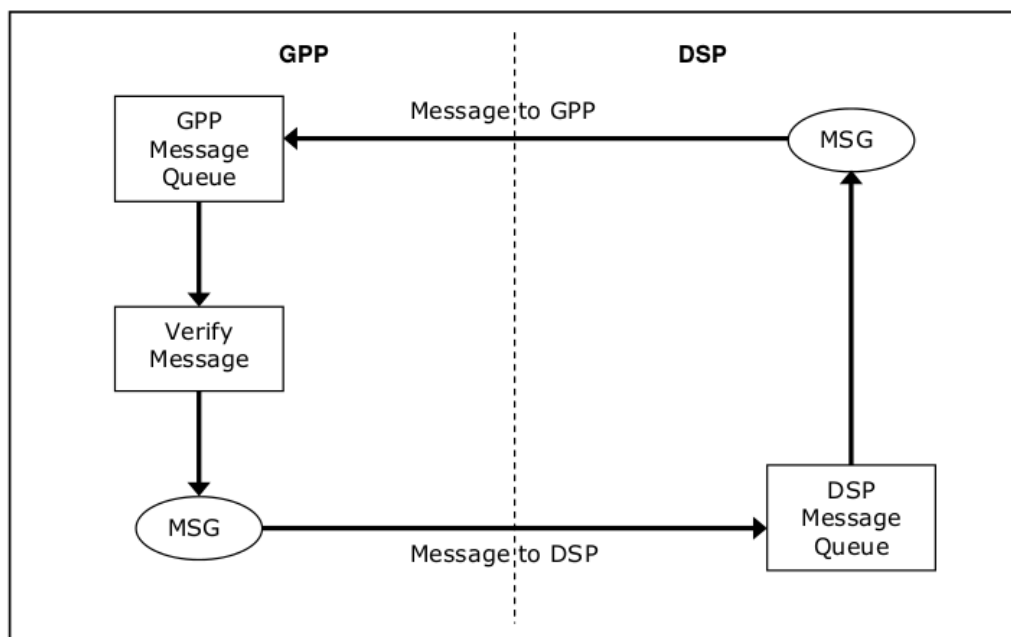 GPP
DSP
Message to GPP
GPP
Message
Queue
MSG
Verify
Message
MSG
Message to DSP
DSP
Message
Queue